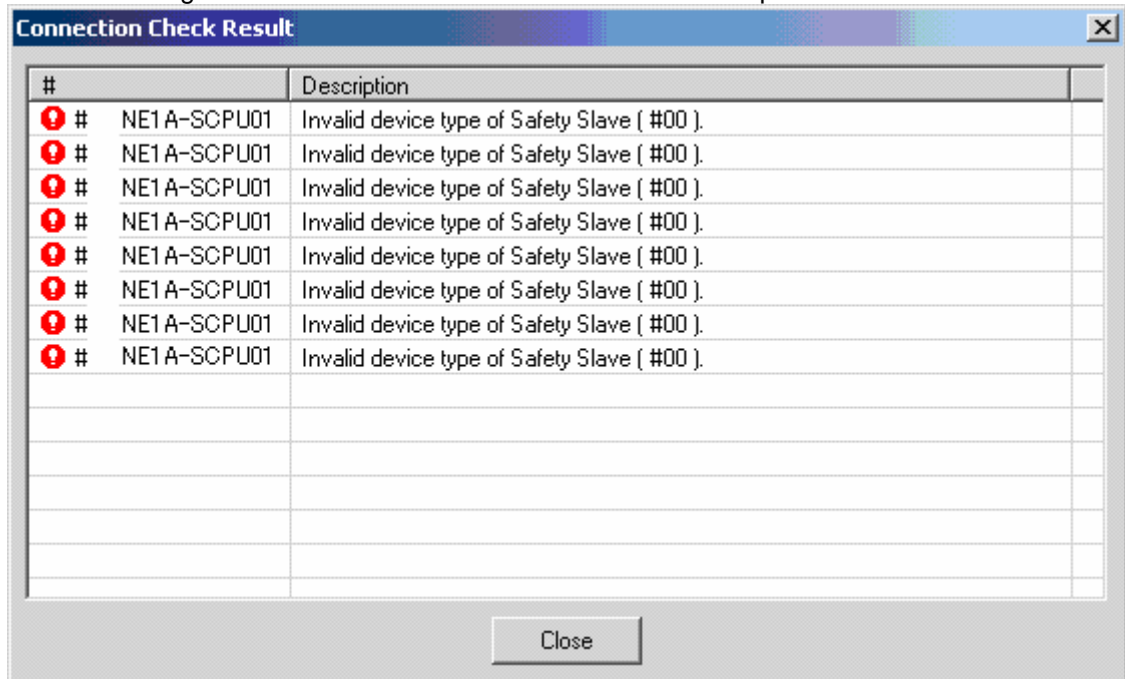 Connection Check Result
# Description
# NE1A-SCPU01 Invalid device type of Safety Slave ( #00 ).
# NE1A-SCPU01 Invalid device type of Safety Slave ( #00 ).
# NE1A-SCPU01 Invalid device type of Safety Slave ( #00 ).
# NE1A-SCPU01 Invalid device type of Safety Slave ( #00 ).
# NE1A-SCPU01 Invalid device type of Safety Slave ( #00 ).
# NE1A-SCPU01 Invalid device type of Safety Slave ( #00 ).
# NE1A-SCPU01 Invalid device type of Safety Slave ( #00 ).
# NE1A-SCPU01 Invalid device type of Safety Slave ( #00 ).
Close